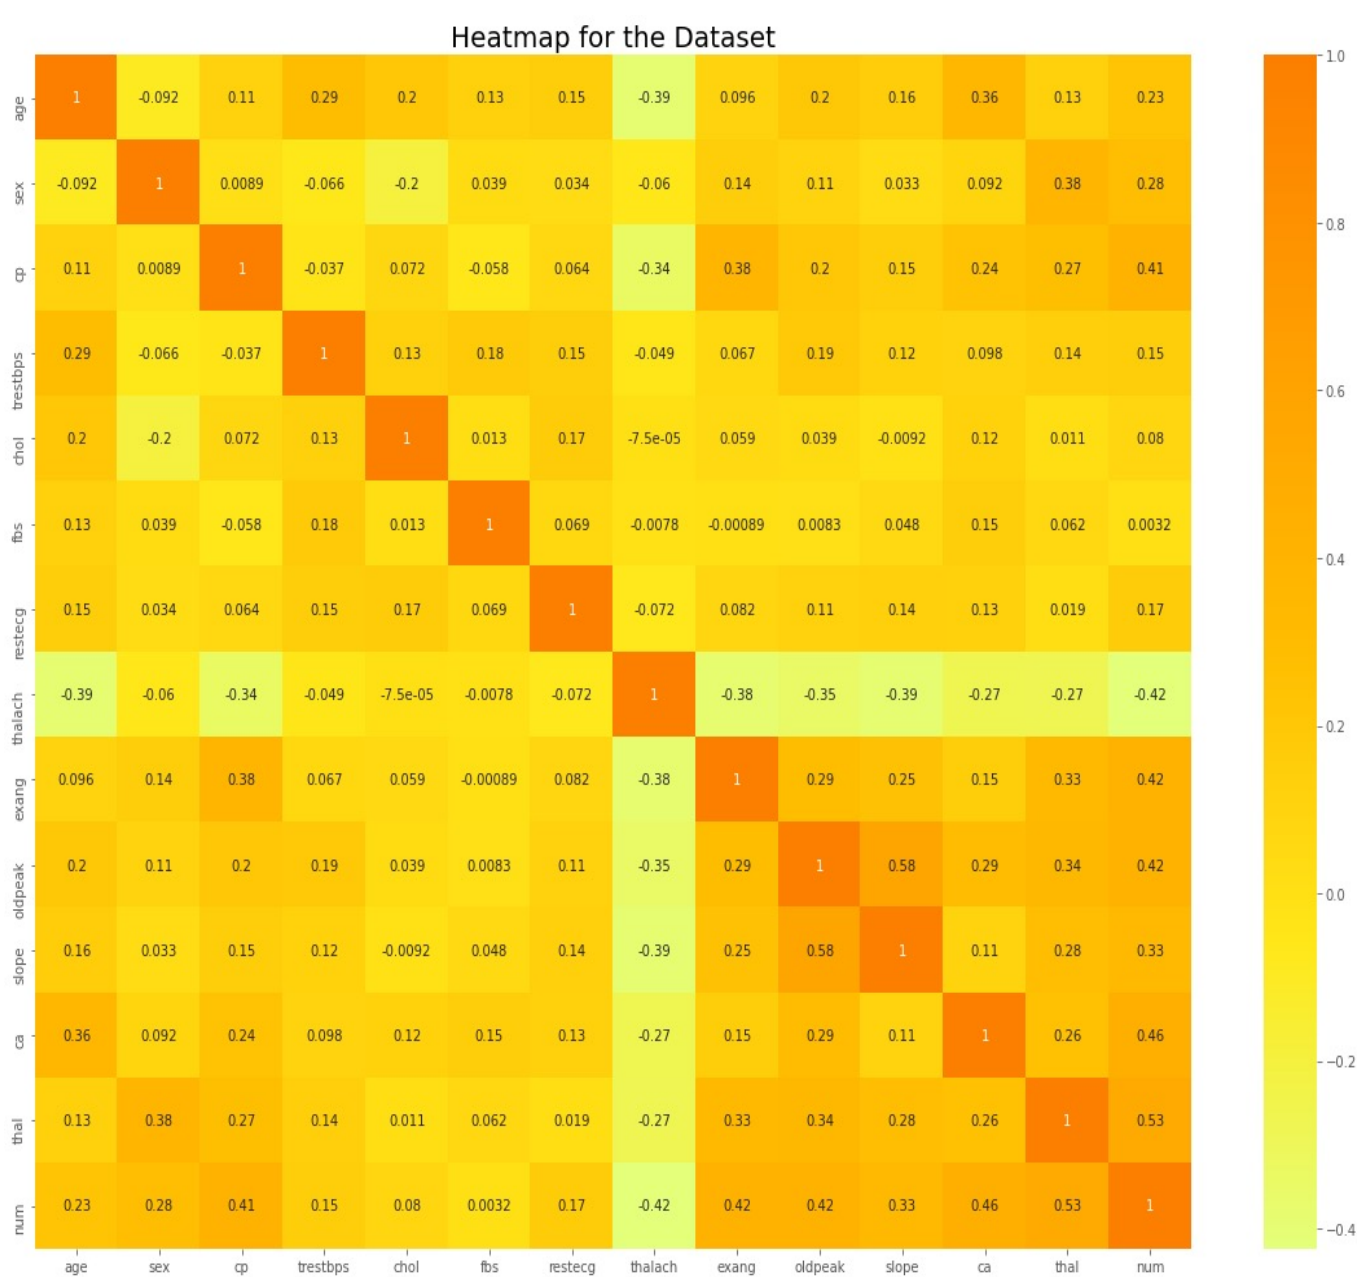 Heatmap for the Dataset
age 1 -0.092 0.11 0.29 0.2 0.13 0.15 -0.39 0.096 0.2 0.16 0.36 0.13 0.23
sex -0.092 1 0.0089 -0.066 -0.2 0.039 0.034 -0.06 0.14 0.11 0.033 0.092 0.38 0.28
cp 0.11 0.0089 1 -0.037 0.072 -0.058 0.064 -0.34 0.38 0.2 0.15 0.24 0.27 0.41
trestbps 0.29 -0.066 -0.037 1 0.13 0.18 0.15 -0.049 0.067 0.19 0.12 0.098 0.14 0.15
chol 0.2 -0.2 0.072 0.13 1 0.013 0.17 -7.5e-05 0.059 0.039 -0.0092 0.12 0.011 0.08
fbs 0.13 0.039 -0.058 0.18 0.013 1 0.069 -0.0078 -0.00089 0.0083 0.048 0.15 0.062 0.0032
restecg 0.15 0.034 0.064 0.15 0.17 0.069 1 -0.072 0.082 0.11 0.14 0.13 0.019 0.17
thalach -0.39 -0.06 -0.34 -0.049 -7.5e-05 -0.0078 -0.072 1 -0.38 -0.35 -0.39 -0.27 -0.27 -0.42
exang 0.096 0.14 0.38 0.067 0.059 -0.00089 0.082 -0.38 1 0.29 0.25 0.15 0.33 0.42
oldpeak 0.2 0.11 0.2 0.19 0.039 0.0083 0.11 -0.35 0.29 1 0.58 0.29 0.34 0.42
slope 0.16 0.033 0.15 0.12 -0.0092 0.048 0.14 -0.39 0.25 0.58 1 0.11 0.28 0.33
ca 0.36 0.092 0.24 0.098 0.12 0.15 0.13 -0.27 0.15 0.29 0.11 1 0.26 0.46
thal 0.13 0.38 0.27 0.14 0.011 0.062 0.019 -0.27 0.33 0.34 0.28 0.26 1 0.53
num 0.23 0.28 0.41 0.15 0.08 0.0032 0.17 -0.42 0.42 0.42 0.33 0.46 0.53 1
age sex cp trestbps chol fbs restecg thalach exang oldpeak slope ca thal num
1.0
0.8
0.6
0.4
0.2
0.0
−0.2
−0.4